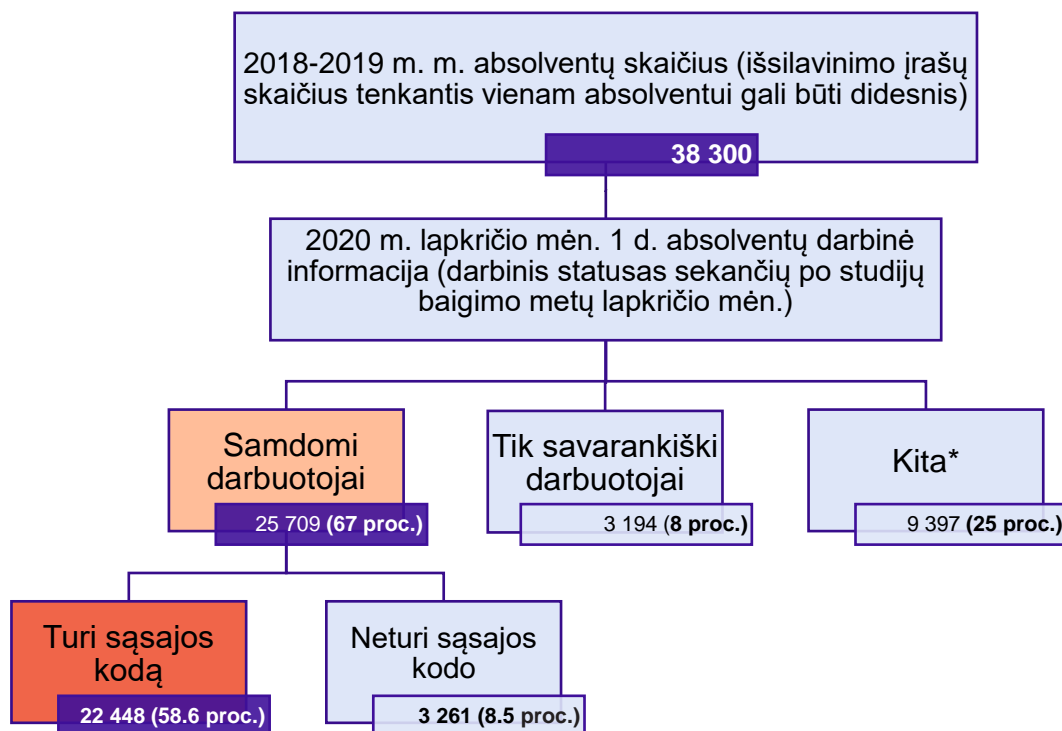 2018-2019 m. m. absolventų skaičius (išsilavinimo įrašų
skaičius tenkantis vienam absolventui gali būti didesnis)
38 300
2020 m. lapkričio mėn. 1 d. absolventų darbinė
informacija (darbinis statusas sekančių po studijų
baigimo metų lapkričio mėn.)
Samdomi
darbuotojai
25 709 (67 proc.)
Tik savarankiški
darbuotojai
3 194 (8 proc.)
Kita*
9 397 (25 proc.)
Turi sąsajos
kodą
22 448 (58.6 proc.)
Neturi sąsajos
kodo
3 261 (8.5 proc.)